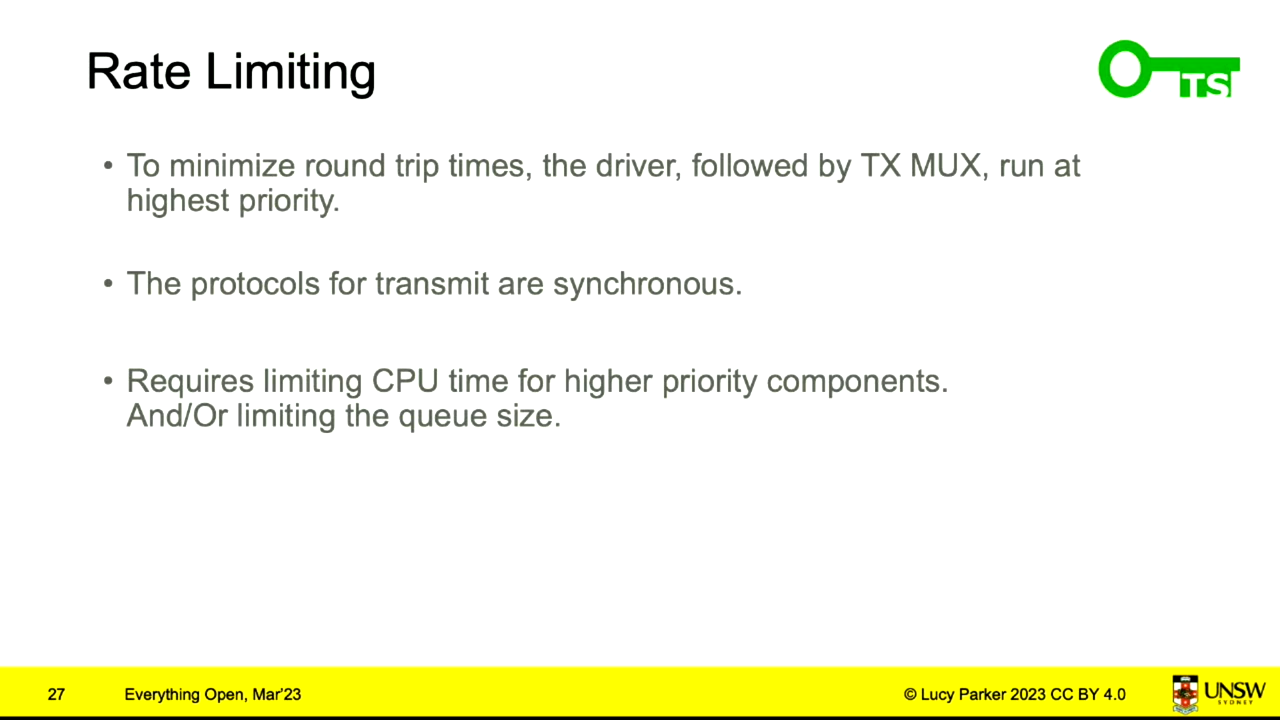 Rate Limiting
TS
• To minimize round trip times, the driver, followed by TX MUX, run at
highest priority.
• The protocols for transmit are synchronous.
• Requires limiting CPU time for higher priority components.
And/Or limiting the queue size.
27
Everything Open, Mar'23
© Lucy Parker 2023 CC BY 4.0
UNSW
SYDNEY